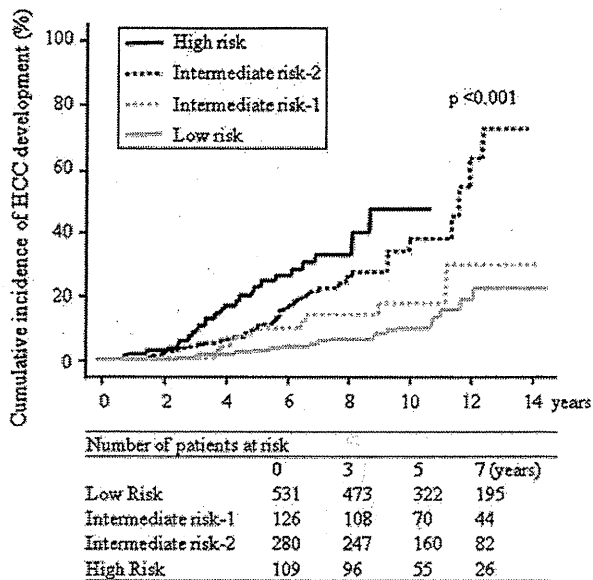 Cumulative incidence of HCC development (%)
100
80
60
40
20
0
High risk
Intermediate risk-2
Intermediate risk-1
Low risk
p <0.001
0 2 4 6 8 10 12 14 years
Number of patients at risk
0 3 5 7 (years)
Low Risk 531 473 322 195
Intermediate risk-1 126 108 70 44
Intermediate risk-2 280 247 160 82
High Risk 109 96 55 26